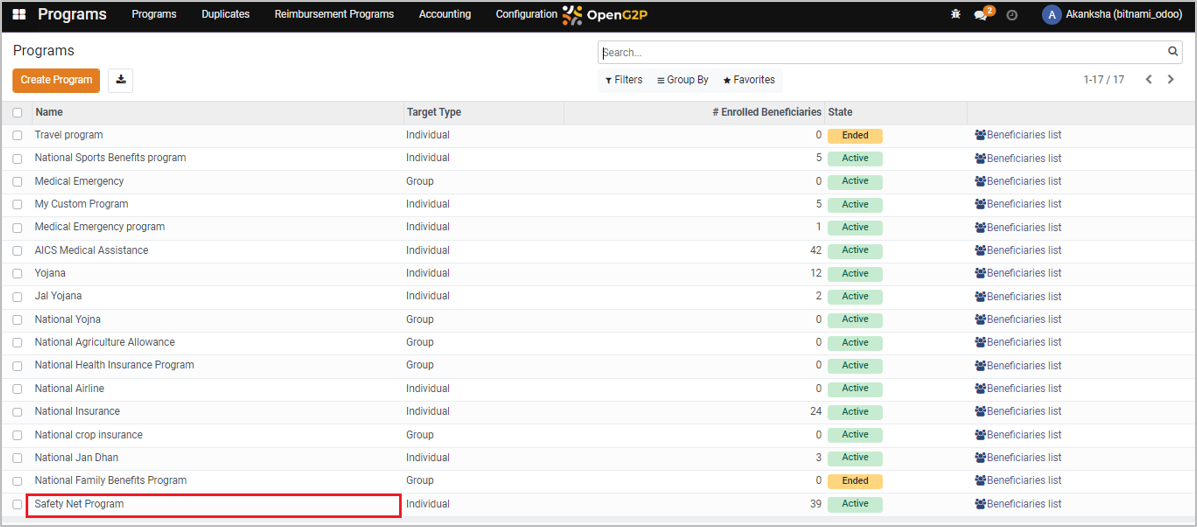 Programs Programs Duplicates Reimbursement Programs Accounting Configuration OpenG2P 2 A Akanksha (bitnami_odoo)
Programs Search...
Create Program Filters Group By Favorites 1-17 / 17
Name Target Type # Enrolled Beneficiaries State
Travel program Individual 0 Ended Beneficiaries list
National Sports Benefits program Individual 5 Active Beneficiaries list
Medical Emergency Group 0 Active Beneficiaries list
My Custom Program Individual 5 Active Beneficiaries list
Medical Emergency program Individual 1 Active Beneficiaries list
AICS Medical Assistance Individual 42 Active Beneficiaries list
Yojana Individual 12 Active Beneficiaries list
Jal Yojana Individual 2 Active Beneficiaries list
National Yojna Group 0 Active Beneficiaries list
National Agriculture Allowance Group 0 Active Beneficiaries list
National Health Insurance Program Group 0 Active Beneficiaries list
National Airline Individual 0 Active Beneficiaries list
National Insurance Individual 24 Active Beneficiaries list
National crop insurance Group 0 Active Beneficiaries list
National Jan Dhan Individual 3 Active Beneficiaries list
National Family Benefits Program Group 0 Ended Beneficiaries list
Safety Net Program Individual 39 Active Beneficiaries list